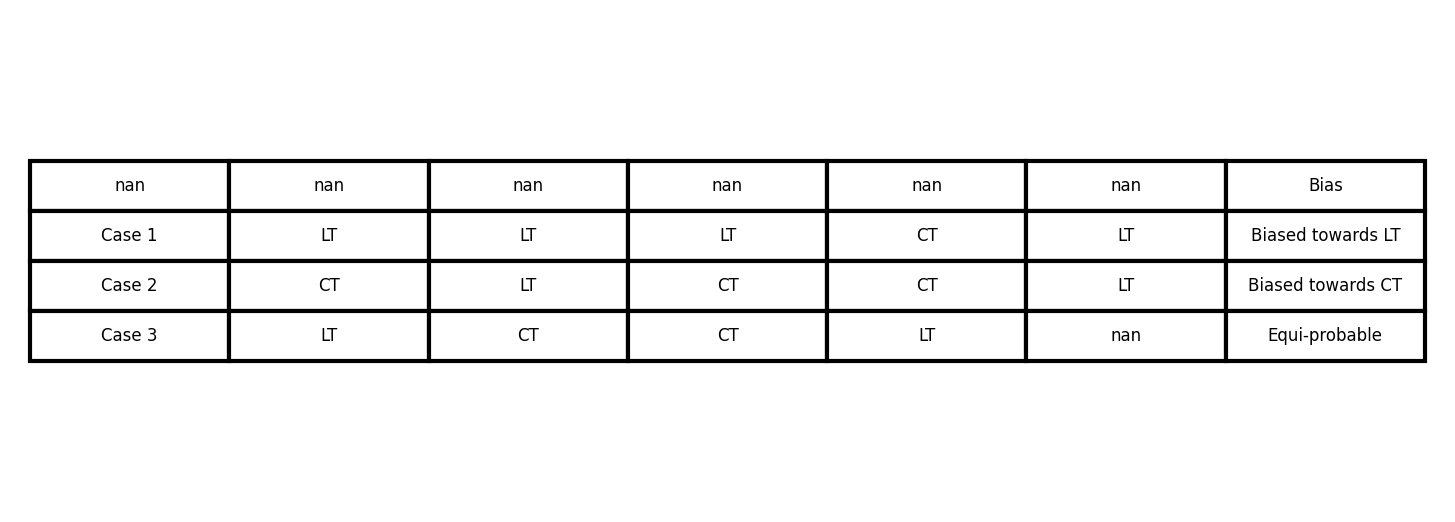 nan nan nan nan nan nan Bias
Case 1 LT LT LT CT LT Biased towards LT
Case 2 CT LT CT CT LT Biased towards CT
Case 3 LT CT CT LT nan Equi-probable